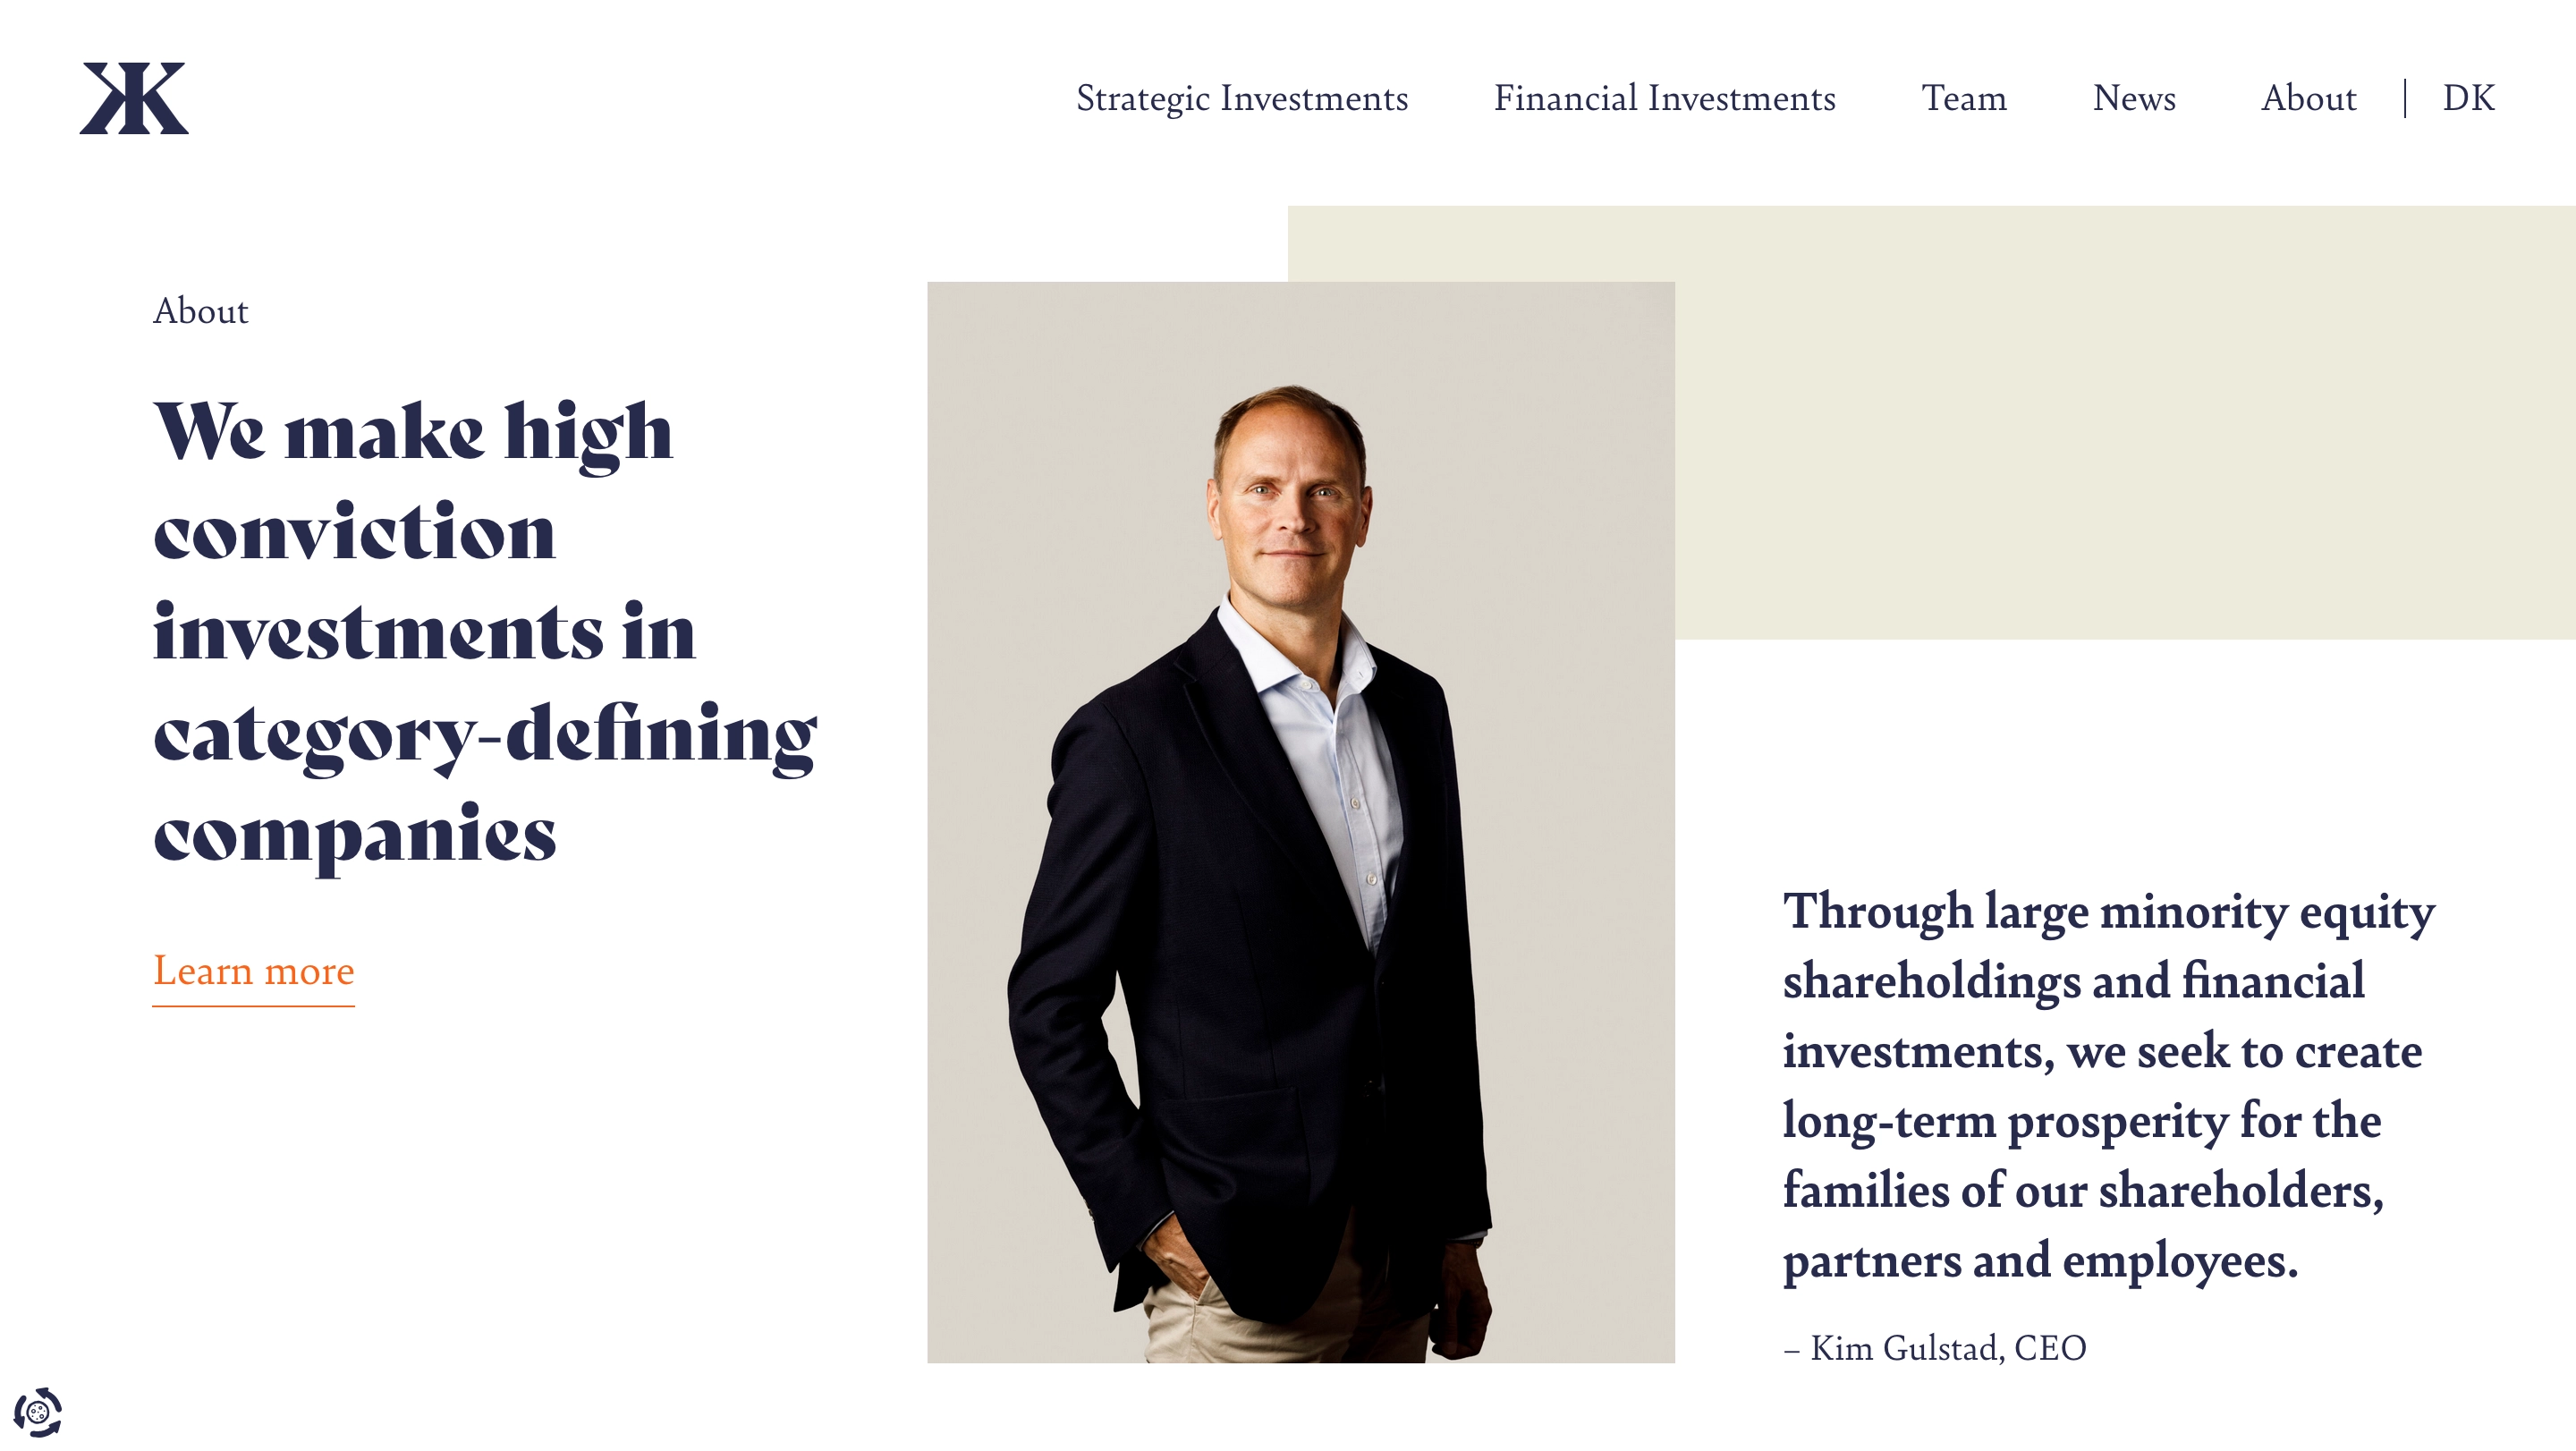 Strategic Investments
Financial Investments
Team
News
About
DK
About
We make high
conviction
investments in
category-defining
companies
Learn more
Through large minority equity
shareholdings and financial
investments, we seek to create
long-term prosperity for the
families of our shareholders,
partners and employees.
– Kim Gulstad, CEO